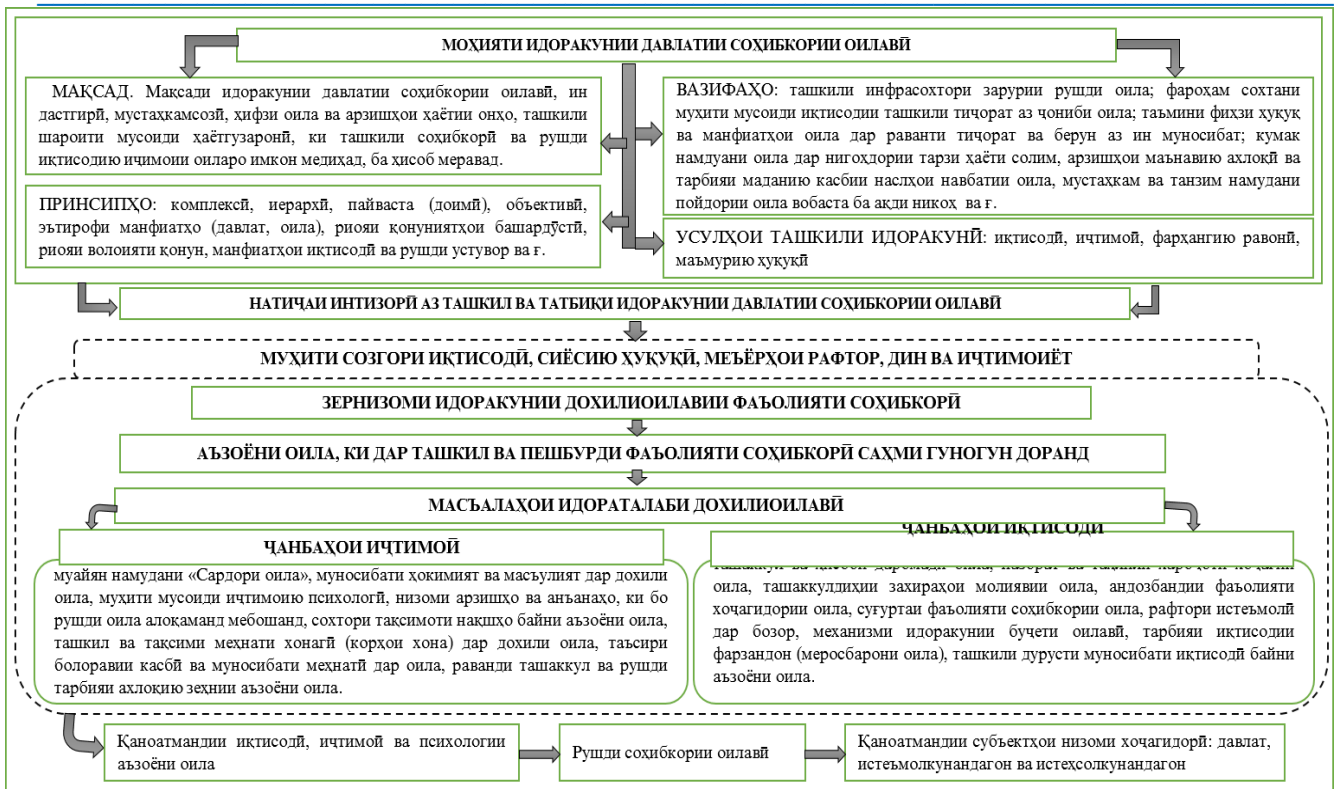 МОҲИЯТИ ИДОРАКУНИИ ДАВЛАТИИ СОҲИБКОРИИ ОИЛАВӢ
МАҚСАД. Мақсади идоракунии давлатии соҳибкории оилавӣ, ин
дастгирӣ, мустаҳкамсозӣ, ҳифзи оила ва арзишҳои ҳаётии онҳо, ташкили
шароити мусоиди ҳаётгузаронӣ, ки ташкили соҳибкорӣ ва рушди
иқтисодию иҷимоии оиларо имкон медиҳад, ба ҳисоб меравад.
ПРИНСИПҲО: комплексӣ, иерархӣ, пайваста (доимӣ), объективӣ,
эътирофи манфиатҳо (давлат, оила), риояи қонуниятҳои башардӯстӣ,
риояи волоияти қонун, манфиатҳои иқтисодӣ ва рушди устувор ва ғ.
ВАЗИФАҲО: ташкили инфрасохтори зарурии рушди оила; фароҳам сохтани
муҳити мусоиди иқтисодии ташкили тиҷорат аз ҷониби оила; таъмини фиҳзи ҳуқуқ
ва манфиатҳои оила дар раванти тиҷорат ва берун аз ин муносибат; кумак
намдуани оила дар нигоҳдории тарзи ҳаёти солим, арзишҳои маънавию ахлоқӣ ва
тарбияи маданию касбии наслҳои навбатии оила, мустаҳкам ва танзим намудани
пойдории оила вобаста ба ақди никоҳ ва ғ.
УСУЛҲОИ ТАШКИЛИ ИДОРАКУНӢ: иқтисодӣ, иҷтимоӣ, фарҳангию равонӣ,
маъмурию ҳуқуқӣ
НАТИҶАИ ИНТИЗОРӢ АЗ ТАШКИЛ ВА ТАТБИҚИ ИДОРАКУНИИ ДАВЛАТИИ СОҲИБКОРИИ ОИЛАВӢ
МУҲИТИ СОЗГОРИ ИҚТИСОДӢ, СИЁСИЮ ҲУҚУҚӢ, МЕЪЁРҲОИ РАФТОР, ДИН ВА ИҶТИМОИЁТ
ЗЕРНИЗОМИ ИДОРАКУНИИ ДОХИЛИОИЛАВИИ ФАЪОЛИЯТИ СОҲИБКОРӢ
АЪЗОЁНИ ОИЛА, КИ ДАР ТАШКИЛ ВА ПЕШБУРДИ ФАЪОЛИЯТИ СОҲИБКОРӢ САҲМИ ГУНОГУН ДОРАНД
МАСЪАЛАҲОИ ИДОРАТАЛАБИ ДОХИЛИОИЛАВӢ
ҶАНБАҲОИ ИҶТИМОӢ
муайян намудани «Сардори оила», муносибати ҳокимият ва масъулият дар дохили
оила, муҳити мусоиди иҷтимоию психологӣ, низоми арзишҳо ва анъанаҳо, ки бо
рушди оила алоқаманд мебошанд, сохтори тақсимоти нақшҳо байни аъзоёни оила,
ташкил ва тақсими меҳнати хонагӣ (корҳои хона) дар дохили оила, таъсири
болоравии касбӣ ва муносибати меҳнатӣ дар оила, раванди ташаккул ва рушди
тарбияи ахлоқию зеҳнии аъзоёни оила.
ҶАНБАҲОИ ИҚТИСОДӢ
оила, ташаккулдиҳии захираҳои молиявии оила, андозбандии фаъолияти
хоҷагидории оила, суғуртаи фаъолияти сохибкории оила, рафтори истеъмолӣ
дар бозор, механизми идоракунии буҷети оилавӣ, тарбияи иқтисодии
фарзандон (меросбарони оила), ташкили дурусти муносибати иқтисодӣ байни
аъзоёни оила.
Қаноатмандии иқтисодӣ, иҷтимоӣ ва психологии
аъзоёни оила
Рушди соҳибкории оилавӣ
Қаноатмандии субъектҳои низоми хоҷагидорӣ: давлат,
истеъмолкунандагон ва истеҳсолкунандагон